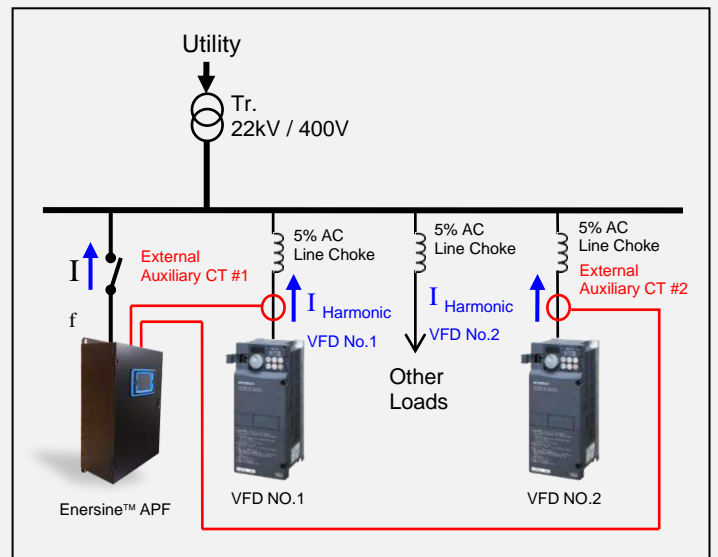 Utility
Tr.
22kV / 400V
5% AC
Line Choke
5% AC
Line Choke
5% AC
Line Choke
External
Auxiliary CT #1
External
Auxiliary CT #2
I
f
I Harmonic
VFD No.1
I Harmonic
VFD No.2
Other
Loads
Enersine™ APF
VFD NO.1
VFD NO.2